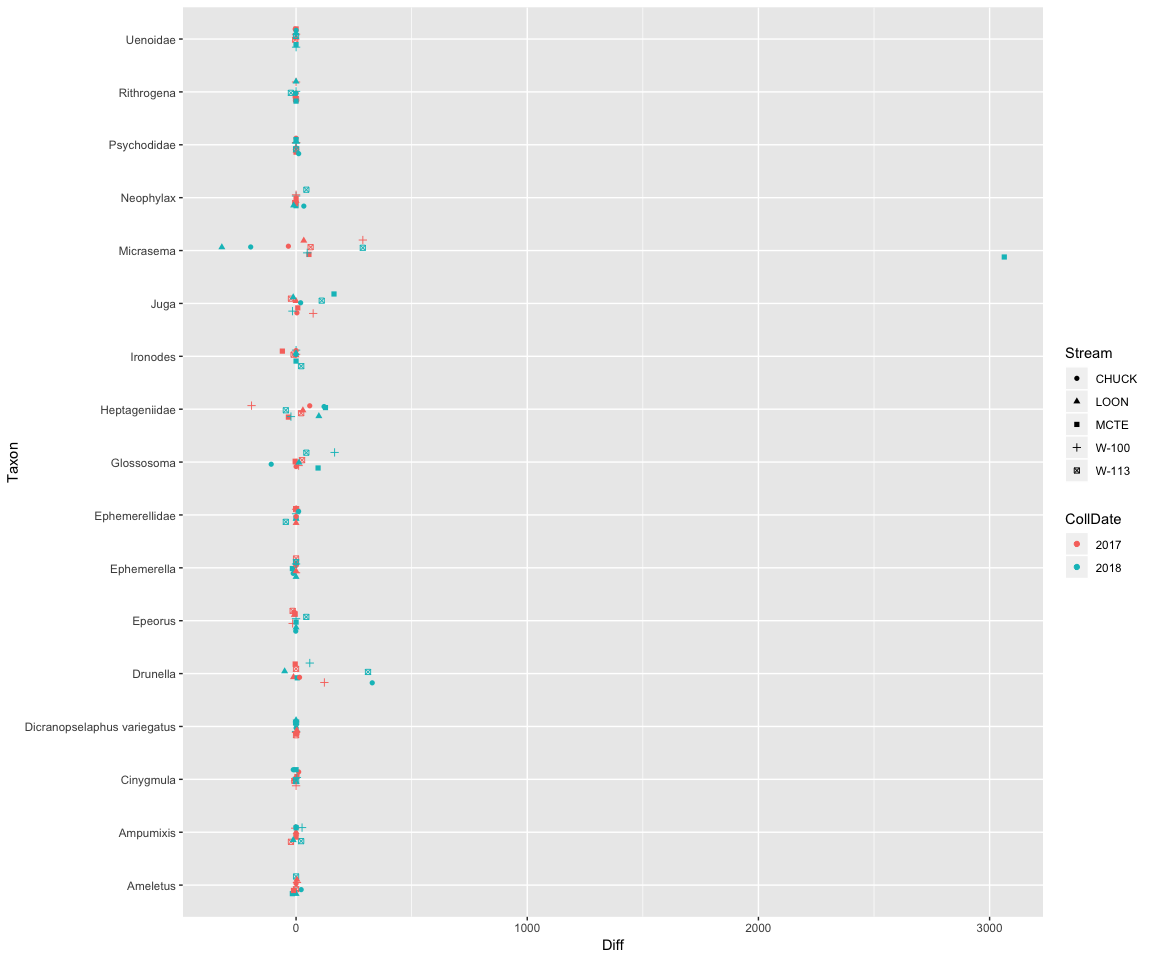 Uenoidae
Rithrogena
Psychodidae
Neophylax
Micrasema
Juga
Ironodes
Heptageniidae
Glossosoma
Ephemerellidae
Ephemerella
Epeorus
Drunella
Dicranopselaphus variegatus
Cinygmula
Ampumixis
Ameletus
Taxon
0 1000 2000 3000
Diff
Stream
CHUCK
LOON
MCTE
W-100
W-113
CollDate
2017
2018